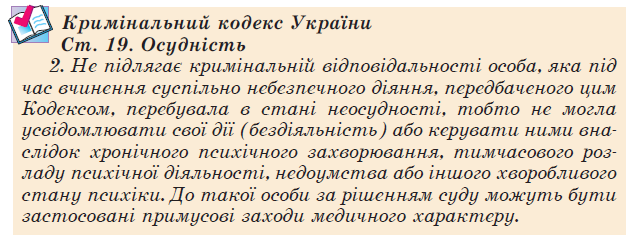 Кримінальний кодекс України
Ст. 19. Осудність
2. Не підлягає кримінальній відповідальності особа, яка під
час вчинення суспільно небезпечного діяння, передбаченого цим
Кодексом, перебувала в стані неосудності, тобто не могла
усвідомлювати свої дії (бездіяльність) або керувати ними вна-
слідок хронічного психічного захворювання, тимчасового роз-
ладу психічної діяльності, недоумства або іншого хворобливого
стану психіки. До такої особи за рішенням суду можуть бути
застосовані примусові заходи медичного характеру.